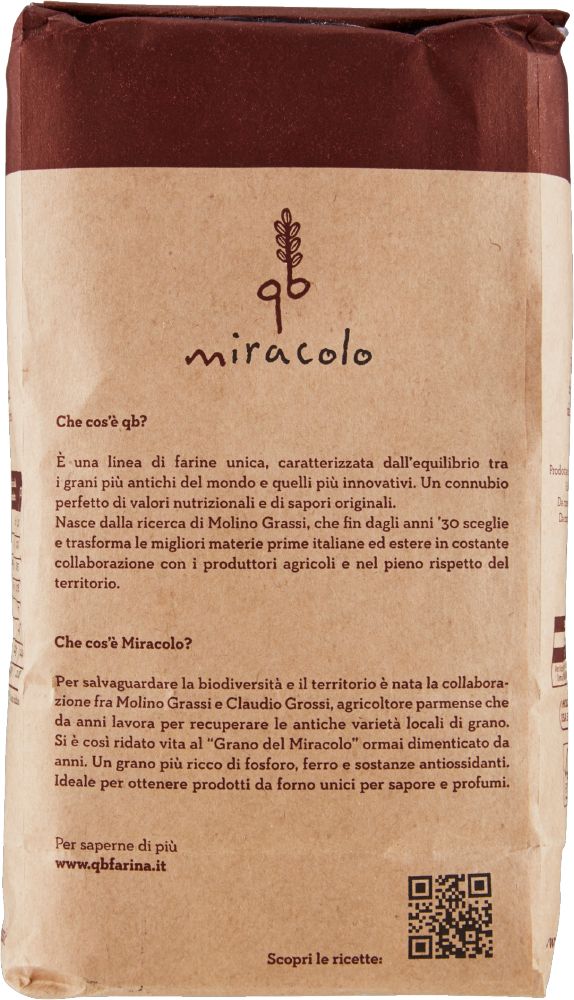 qb
miracolo
Che cos'è qb?
È una linea di farine unica, caratterizzata dall'equilibrio tra
i grani più antichi del mondo e quelli più innovativi. Un connubio
perfetto di valori nutrizionali e di sapori originali.
Nasce dalla ricerca di Molino Grassi, che fin dagli anni '30 sceglie
e trasforma le migliori materie prime italiane ed estere in costante
collaborazione con i produttori agricoli e nel pieno rispetto del
territorio.
Che cos'è Miracolo?
Per salvaguardare la biodiversità e il territorio è nata la collabora-
zione fra Molino Grassi e Claudio Grossi, agricoltore parmense che
da anni lavora per recuperare le antiche varietà locali di grano.
Si è così ridato vita al "Grano del Miracolo" ormai dimenticato da
anni. Un grano più ricco di fosforo, ferro e sostanze antiossidanti.
Ideale per ottenere prodotti da forno unici per sapore e profumi.
Per saperne di più
www.qbfarina.it
Scopri le ricette: